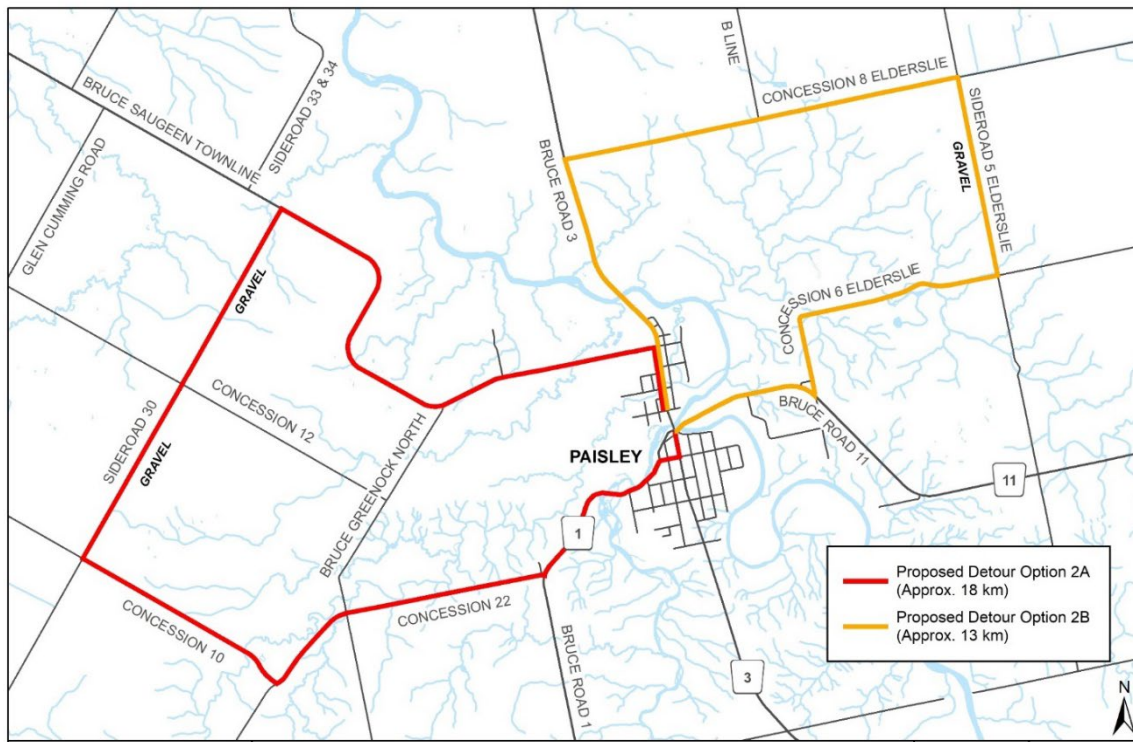 BRUCE SAUGEEN TOWNLINE
SIDEROAD 33 & 34
GLEN CUMMING ROAD
B LINE
CONCESSION 8 ELDERSLIE
SIDEROAD 5 ELDERSLIE
GRAVEL
BRUCE ROAD 3
GRAVEL
CONCESSION 6 ELDERSLIE
CONC
CONCESSION 12
SIDEROAD 30
GRAVEL
BRUCE GREENOCK NORTH
PAISLEY
BRUCE ROAD 11
11
1
CONCESSION 22
CONCESSION 10
BRUCE ROAD 1
3
Proposed Detour Option 2A
(Approx. 18 km)
Proposed Detour Option 2B
(Approx. 13 km)
N